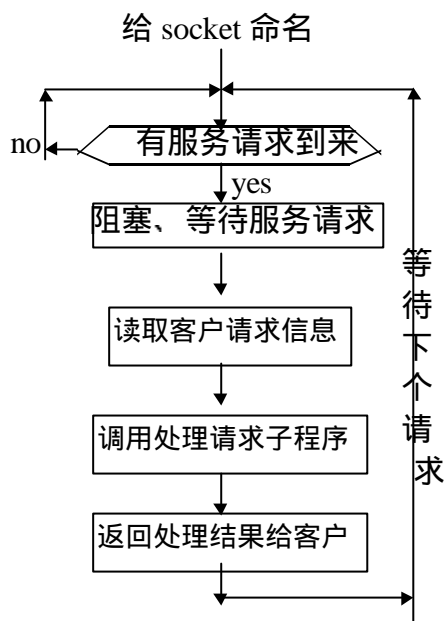 给 socket 命名
no
有服务请求到来
yes
阻塞、等待服务请求
读取客户请求信息
调用处理请求子程序
返回处理结果给客户
等待下个请求